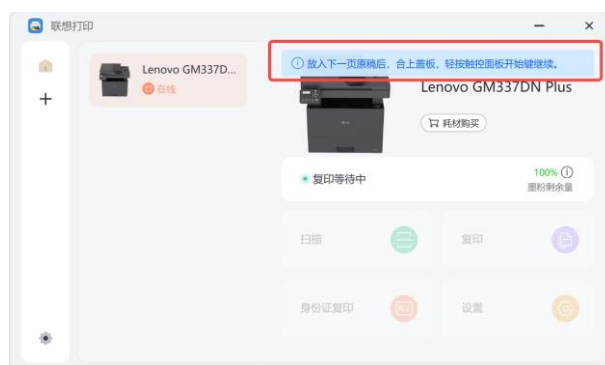 联想打印
放入下一页原稿后，合上盖板，轻按触控面板开始键继续。
Lenovo GM337D...
在线
Lenovo GM337DN Plus
耗材购买
复印等待中
100%
墨粉剩余量
扫描
复印
身份证复印
设置